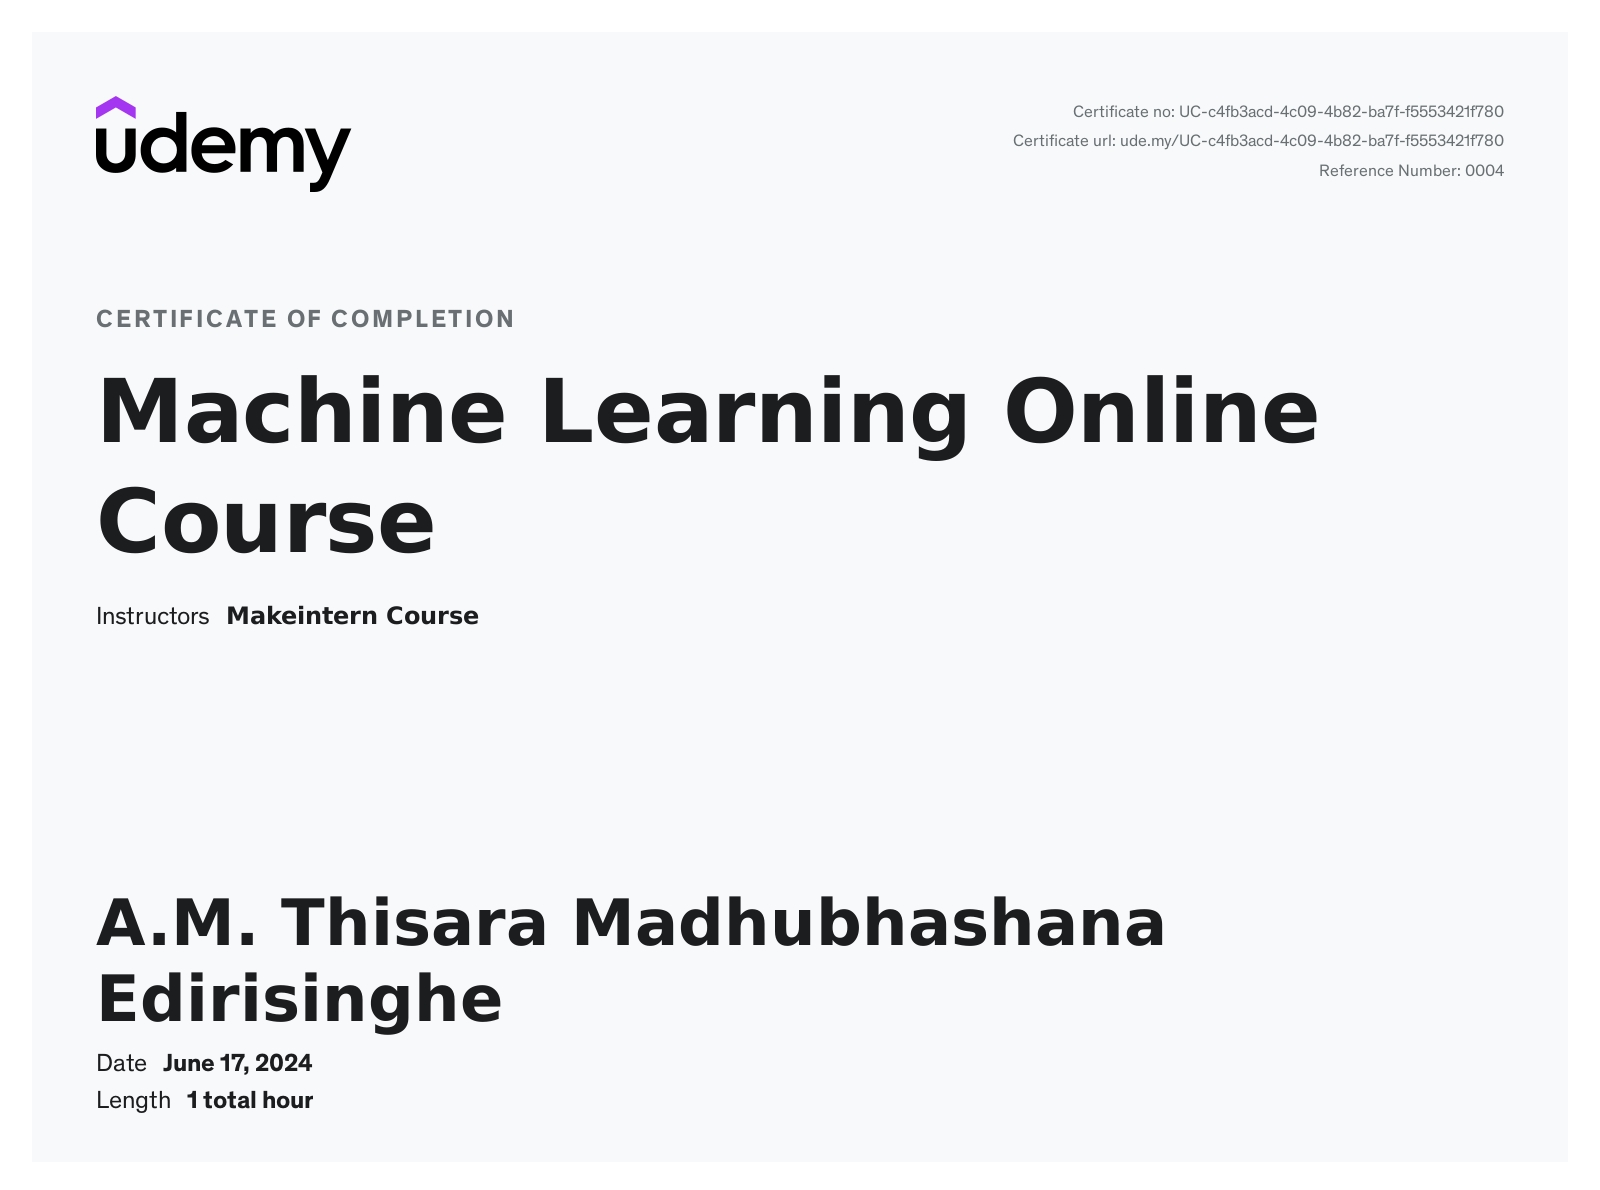 udemy
Certificate no: UC-c4fb3acd-4c09-4b82-ba7f-f5553421f780
Certificate url: ude.my/UC-c4fb3acd-4c09-4b82-ba7f-f5553421f780
Reference Number: 0004
CERTIFICATE OF COMPLETION
Machine Learning Online
Course
Instructors Makeintern Course
A.M. Thisara Madhubhashana
Edirisinghe
Date June 17, 2024
Length 1 total hour